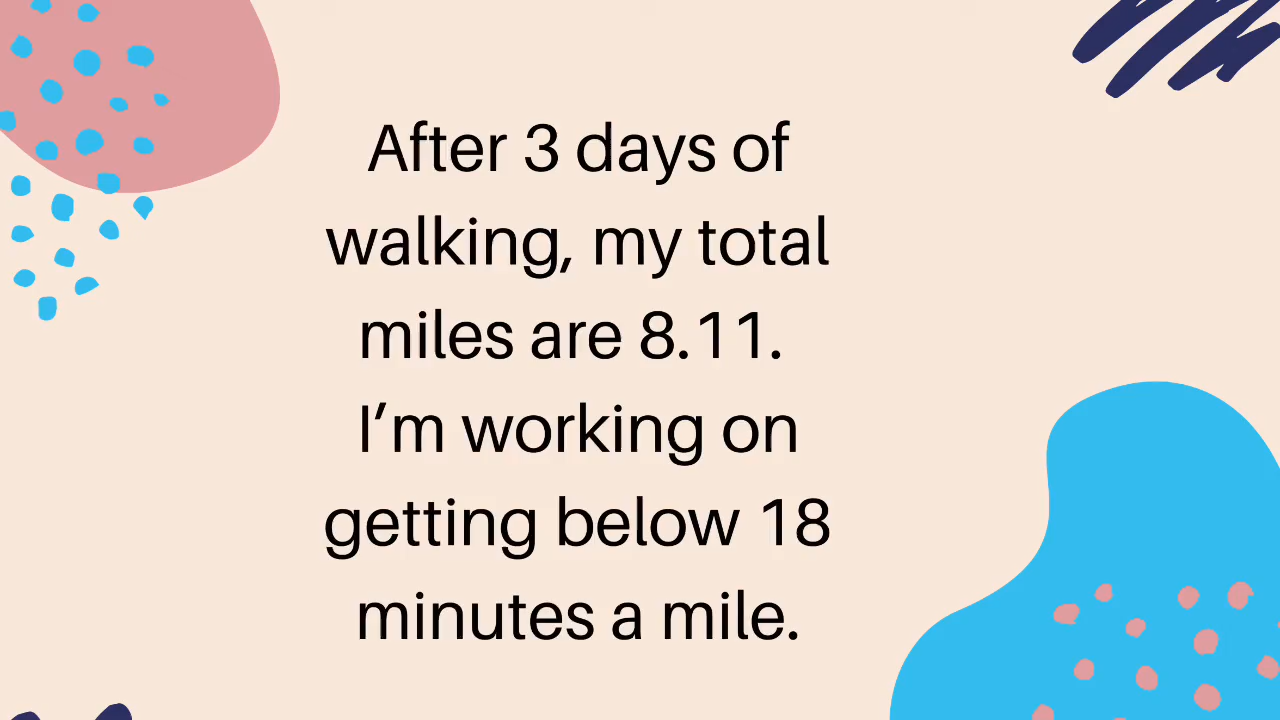 After 3 days of
walking, my total
miles are 8.11.
I’m working on
getting below 18
minutes a mile.